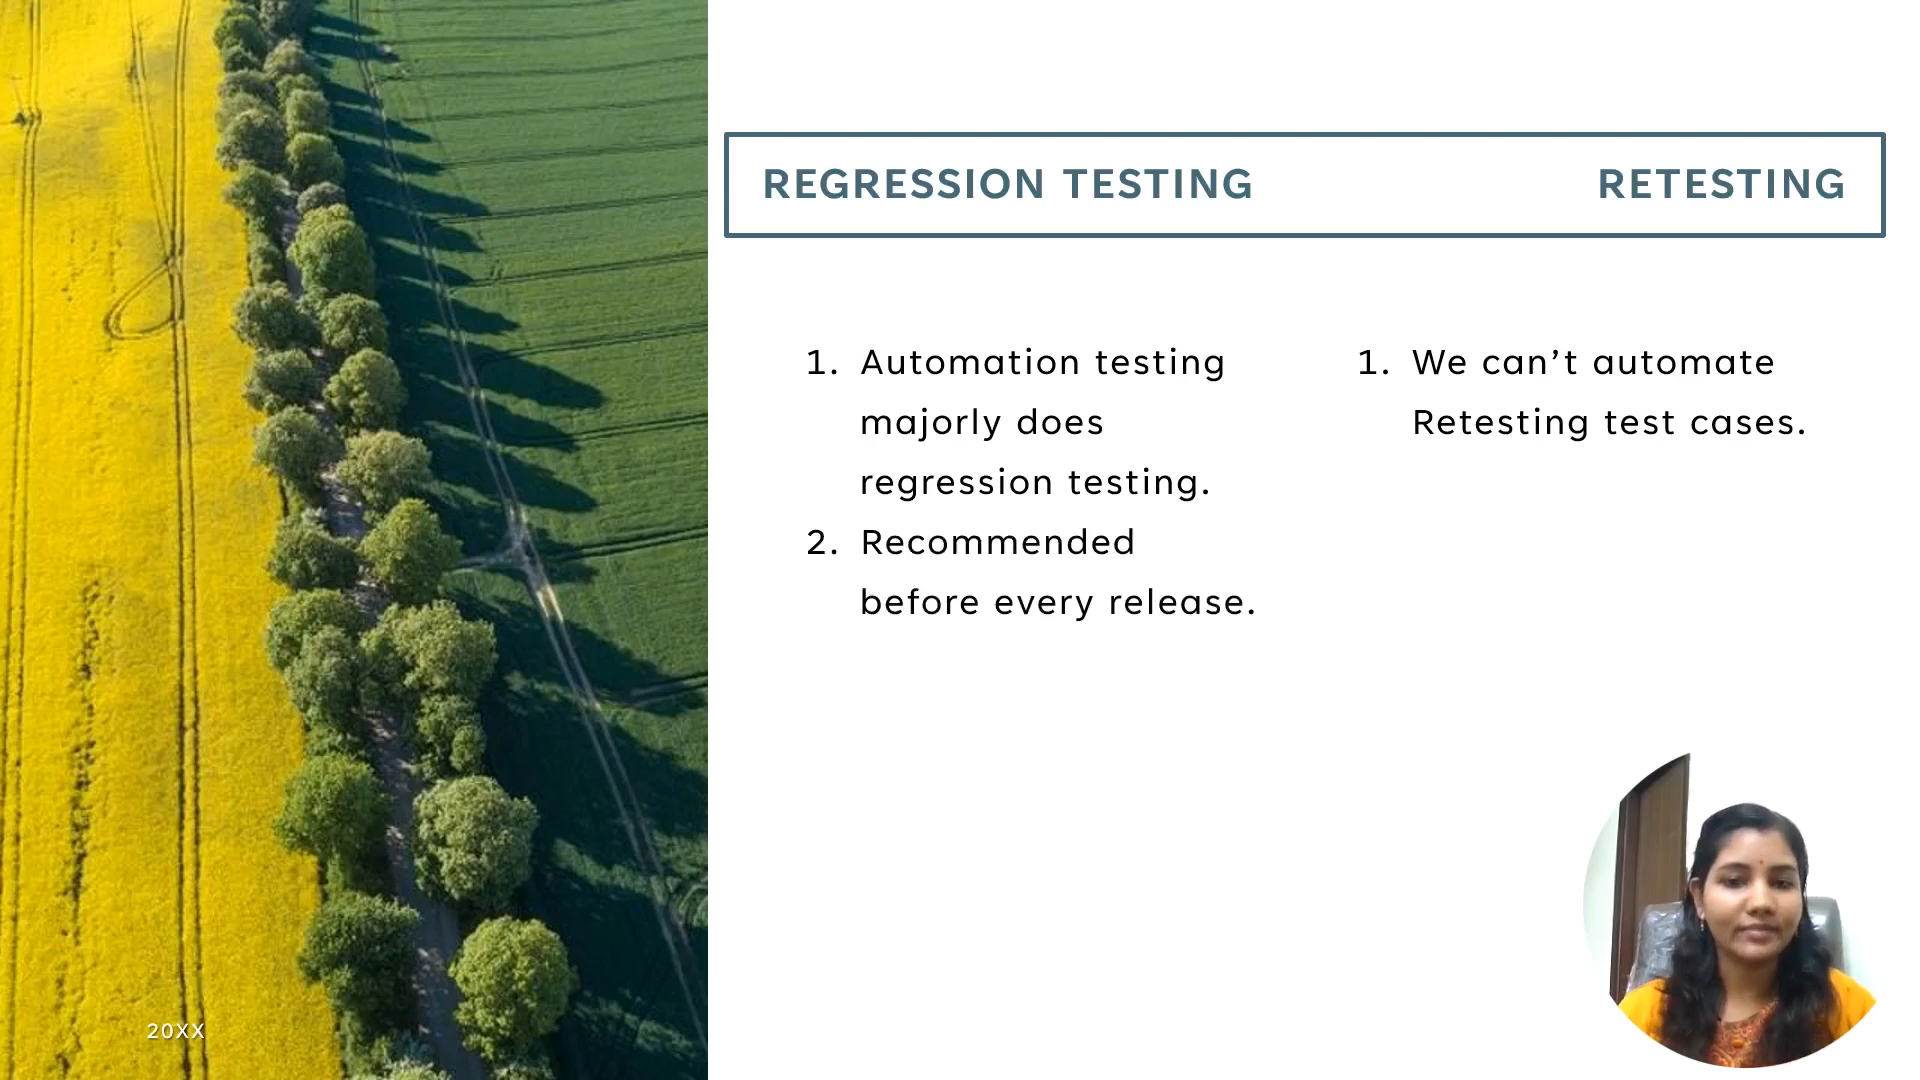 REGRESSION TESTING RETESTING
1. Automation testing
majorly does
regression testing.
2. Recommended
before every release.
1. We can’t automate
Retesting test cases.
20XX